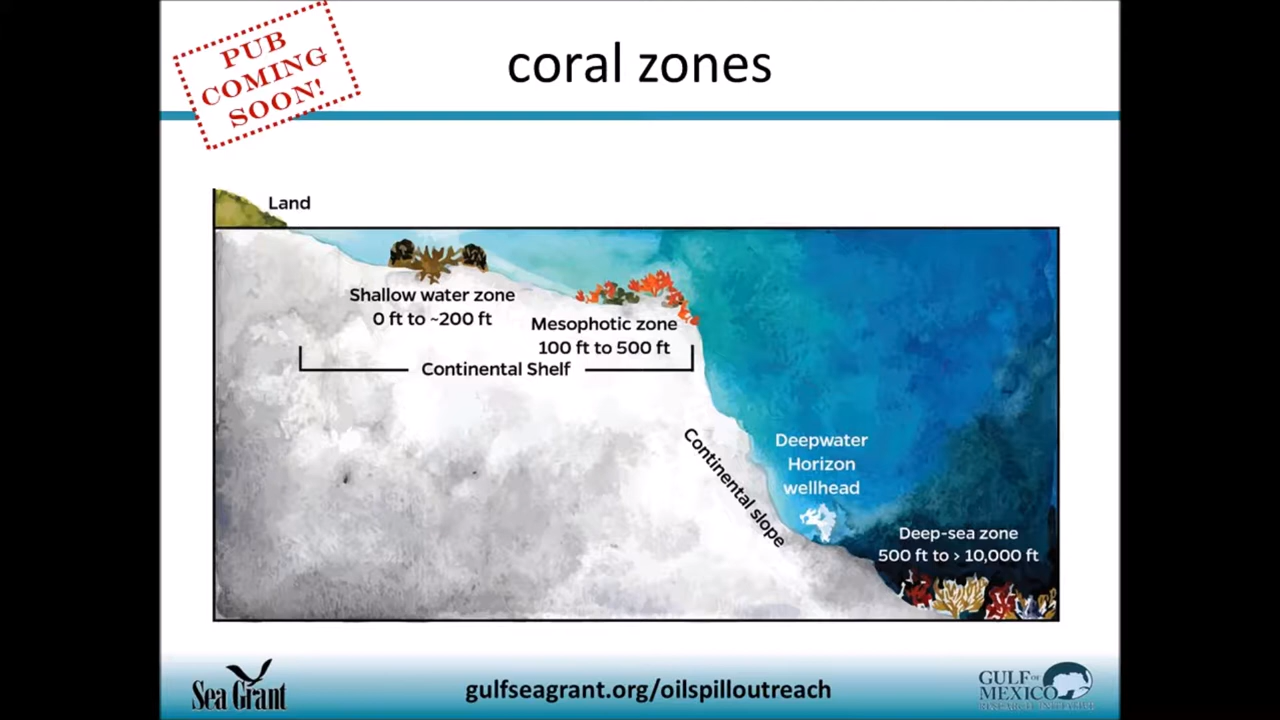 PUB
COMING
SOON!
coral zones
Land
Shallow water zone
0 ft to ~200 ft
Mesophotic zone
100 ft to 500 ft
Continental Shelf
Continental slope
Deepwater
Horizon
wellhead
Deep-sea zone
500 ft to > 10,000 ft
Sea Grant
gulfseagrant.org/oilspilloutreach
GULF OF
MEXICO
RESEARCH INITIATIVE